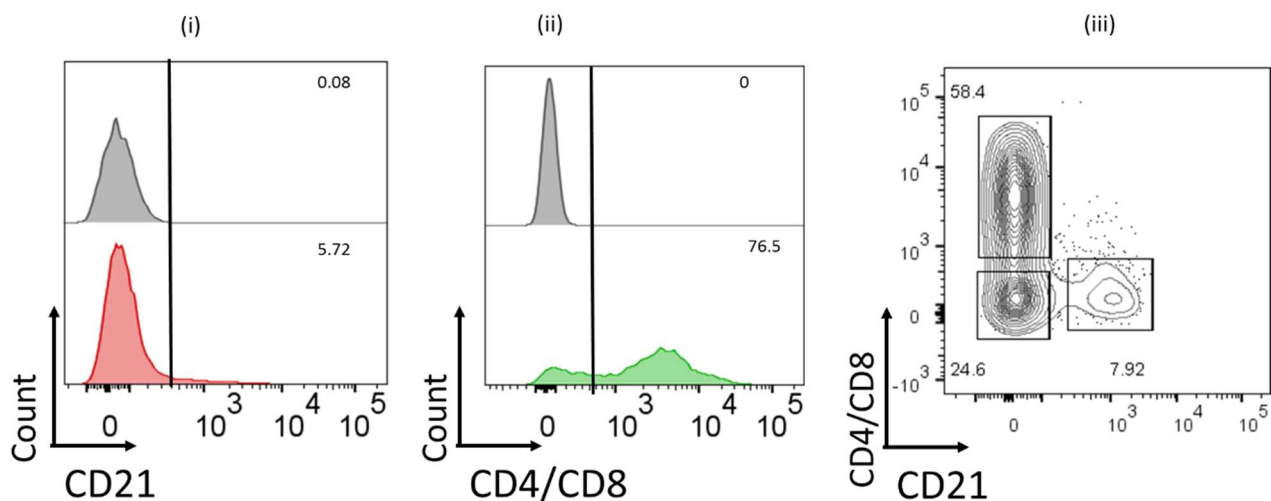 (i)
0.08
5.72
Count
0 10^3 10^4 10^5
CD21
(ii)
0
76.5
Count
0 10^3 10^4 10^5
CD4/CD8
(iii)
58.4
24.6
7.92
10^5
10^4
10^3
0
-10^3
CD4/CD8
0 10^3 10^4 10^5
CD21